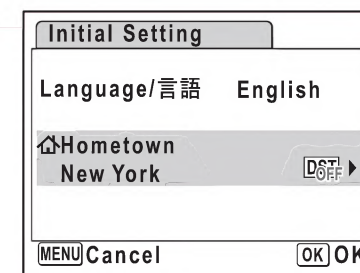 Initial Setting
Language/言語 English
Hometown
New York DST OFF
MENU Cancel OK OK